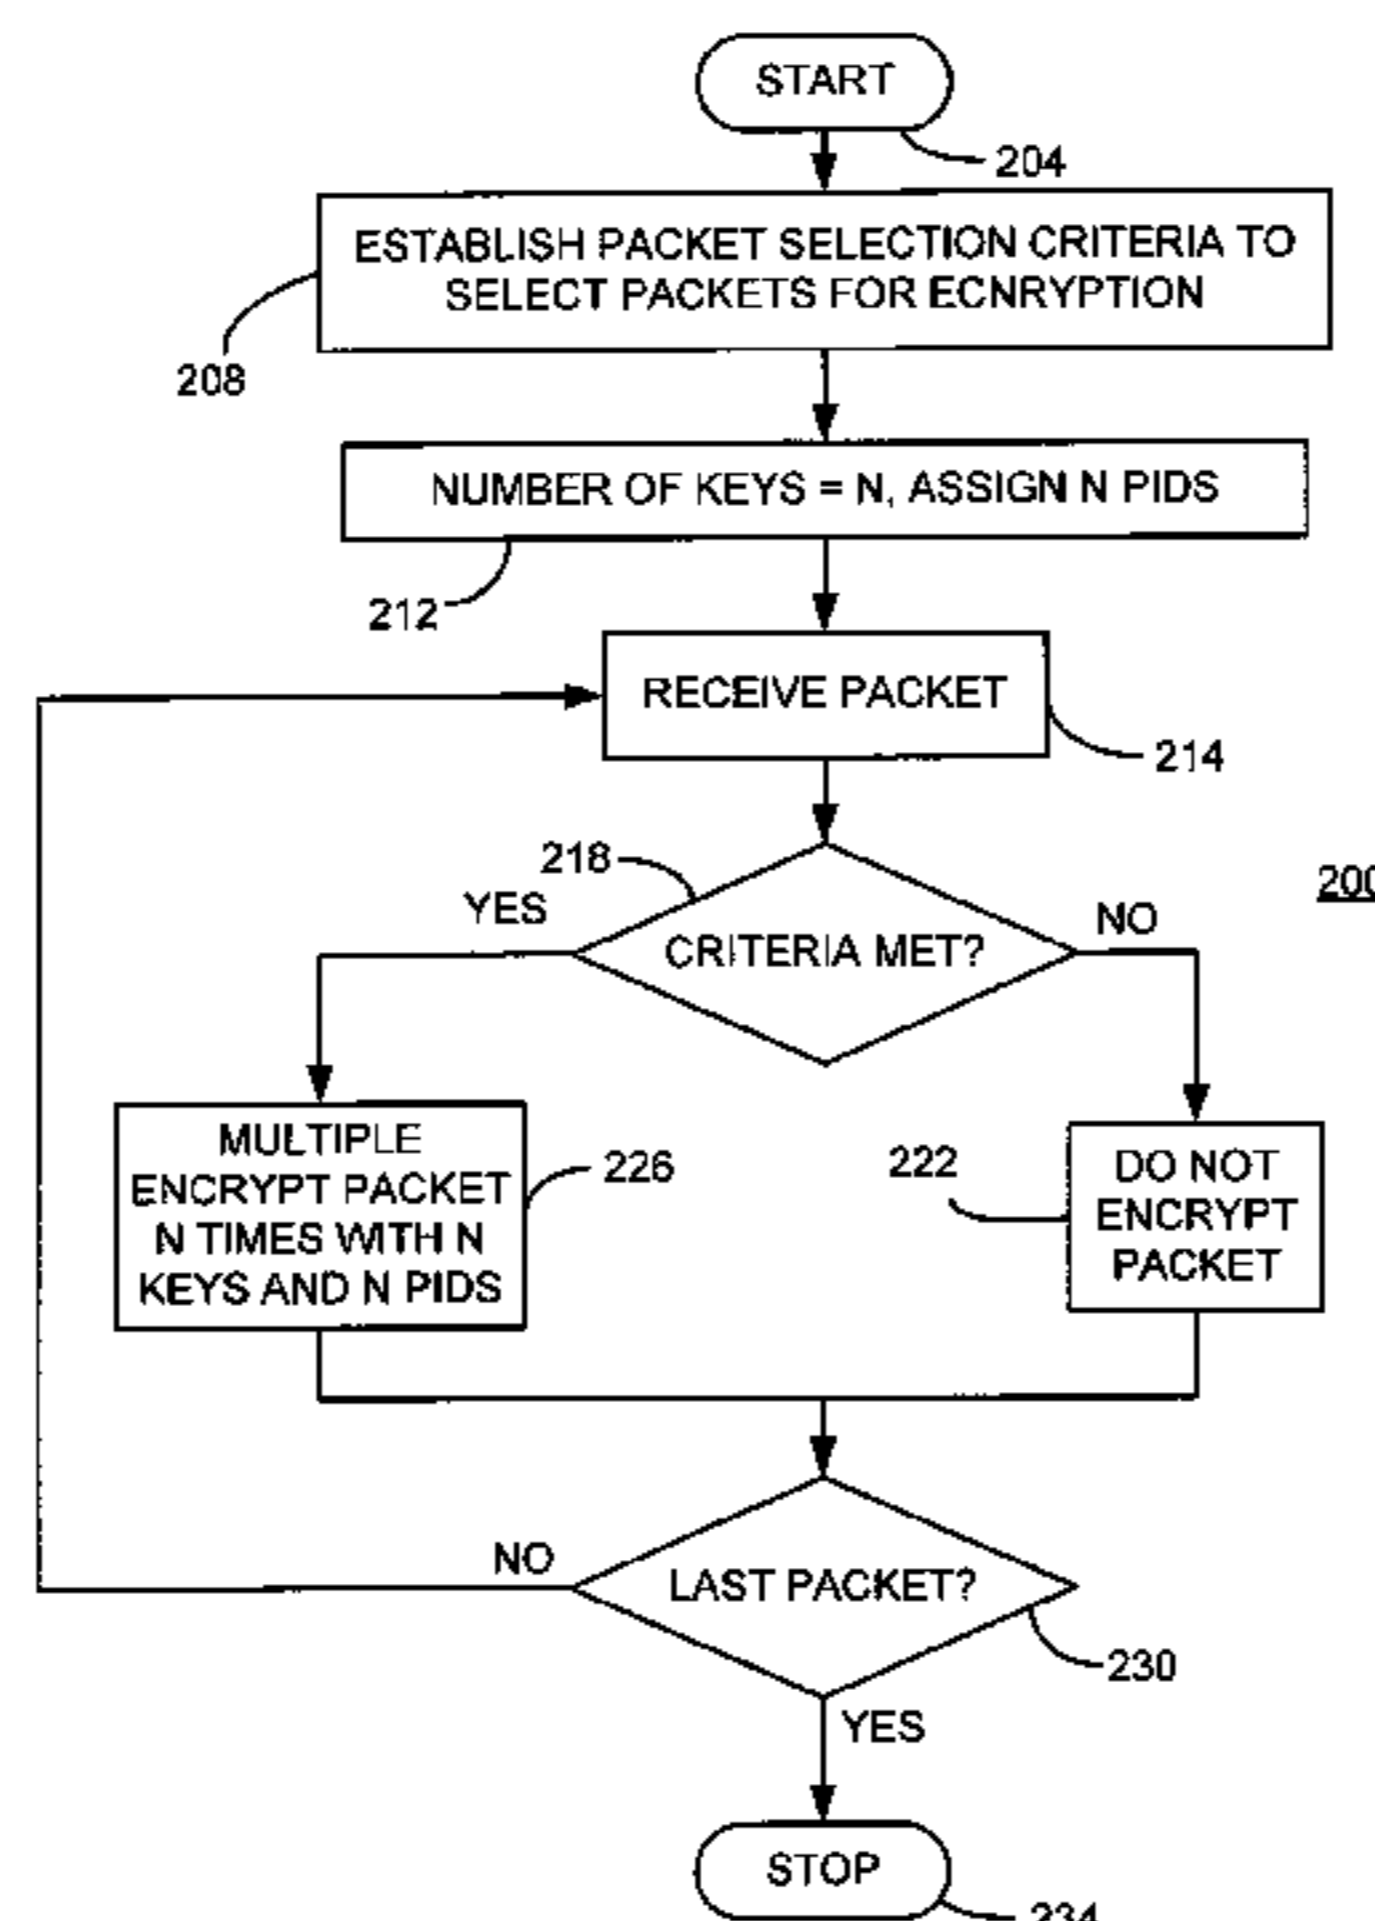 START
204
ESTABLISH PACKET SELECTION CRITERIA TO
SELECT PACKETS FOR ECNRYPTION
208
NUMBER OF KEYS = N, ASSIGN N PIDS
212
RECEIVE PACKET
214
218
YES
CRITERIA MET?
NO
200
MULTIPLE
ENCRYPT PACKET
N TIMES WITH N
KEYS AND N PIDS
226
222
DO NOT
ENCRYPT
PACKET
NO
LAST PACKET?
230
YES
STOP
234